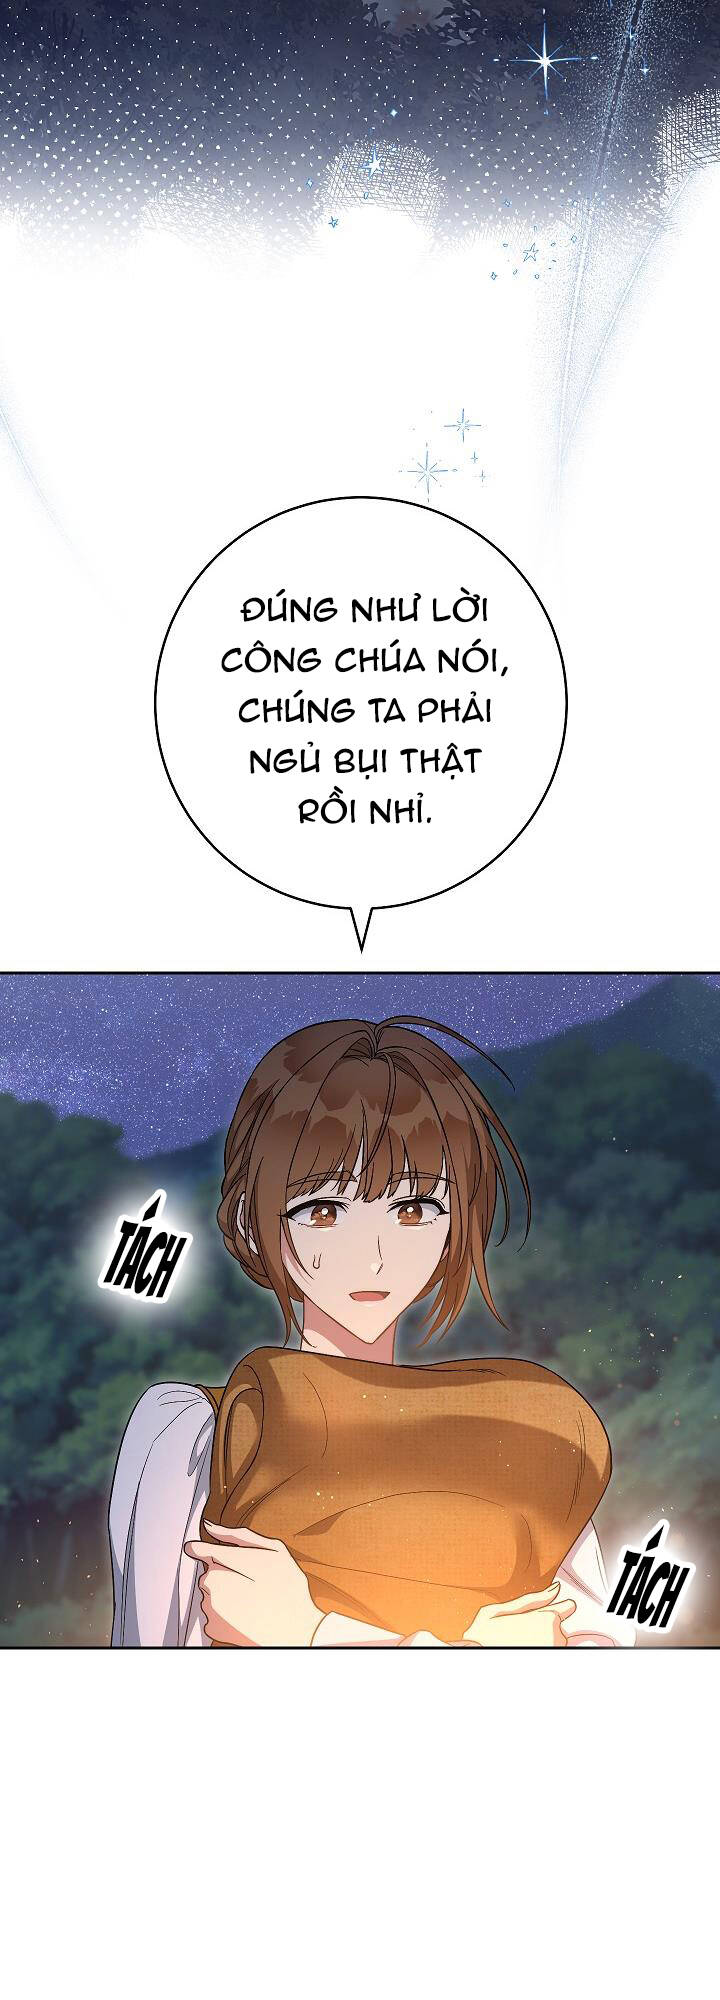 ĐÚNG NHƯ LỜI
CÔNG CHÚA NÓI,
CHÚNG TA PHẢI
NGỦ BỤI THẬT
RỒI NHỈ.
TÁCH
TÁCH